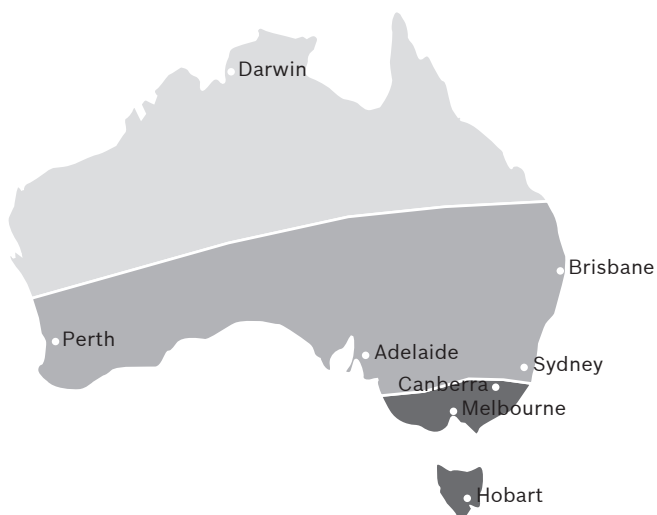 Darwin
Brisbane
Perth
Adelaide
Sydney
Canberra
Melbourne
Hobart